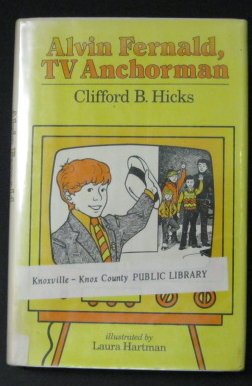 Alvin Fernald,
TV Anchorman
Clifford B. Hicks
Knoxville - Knox County PUBLIC LIBRARY
illustrated by
Laura Hartman